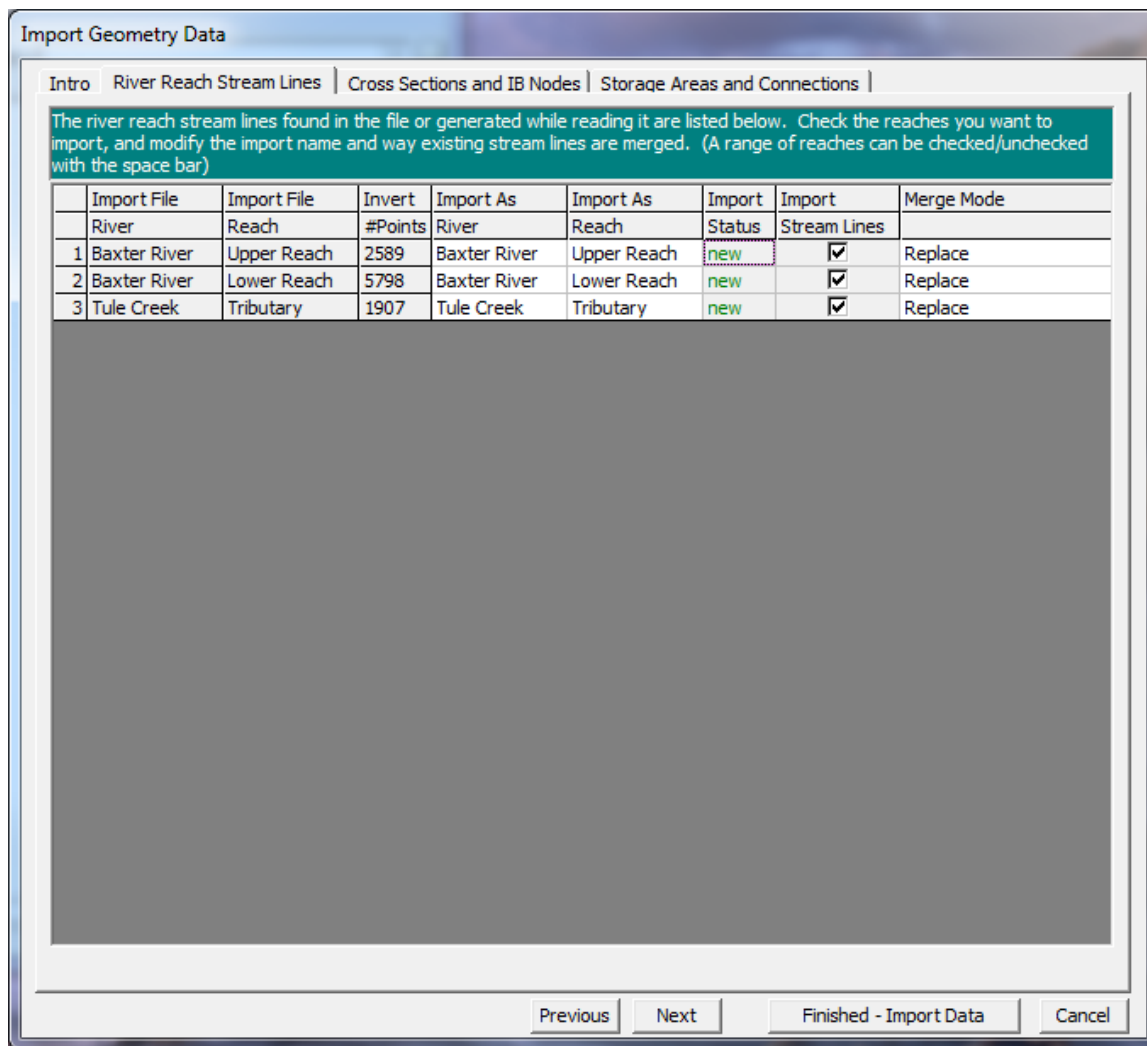 Import Geometry Data
Intro River Reach Stream Lines Cross Sections and IB Nodes Storage Areas and Connections
The river reach stream lines found in the file or generated while reading it are listed below. Check the reaches you want to
import, and modify the import name and way existing stream lines are merged. (A range of reaches can be checked/unchecked
with the space bar)
Import File Import File Invert Import As Import As Import Import Merge Mode
River Reach #Points River Reach Status Stream Lines
1 Baxter River Upper Reach 2589 Baxter River Upper Reach new Replace
2 Baxter River Lower Reach 5798 Baxter River Lower Reach new Replace
3 Tule Creek Tributary 1907 Tule Creek Tributary new Replace
Previous Next Finished - Import Data Cancel